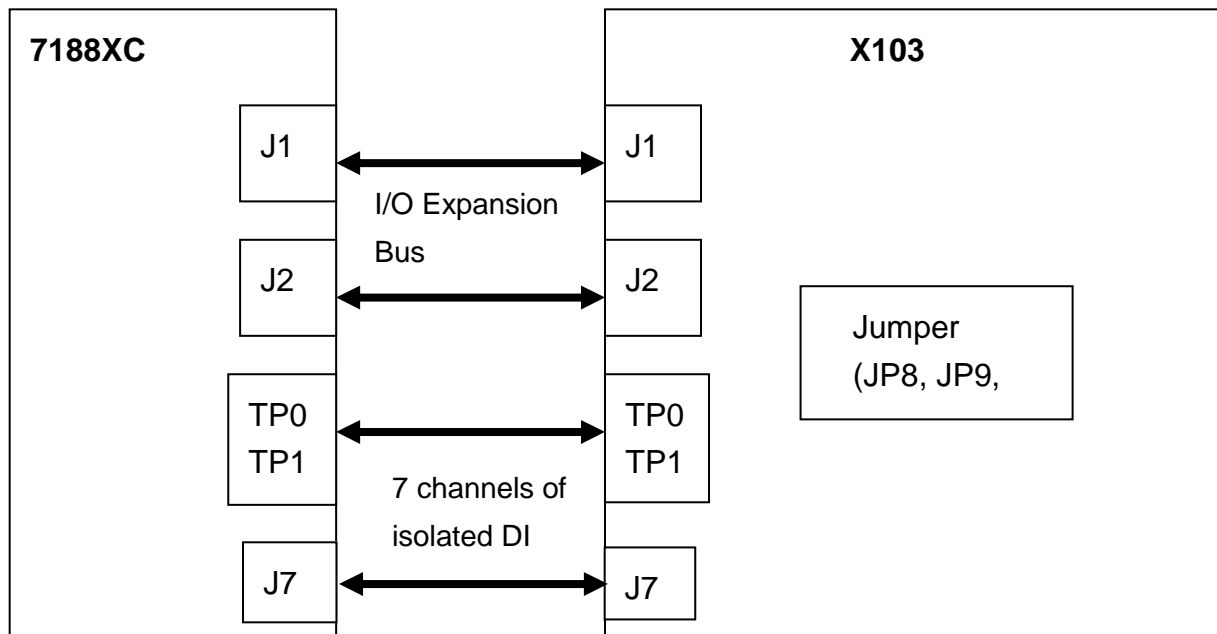 7188XC
X103
J1
J1
I/O Expansion
Bus
J2
J2
Jumper
(JP8, JP9,
TP0
TP1
TP0
TP1
7 channels of
isolated DI
J7
J7